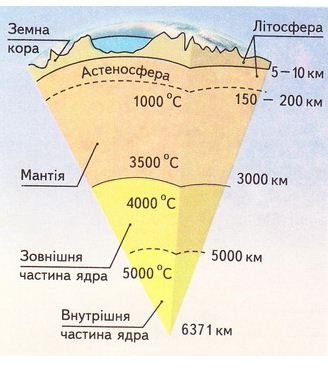 Земна
кора
Літосфера
5–10 км
Астеносфера
1000 °C
150 – 200 км
3500 °C
Мантія
3000 км
4000 °C
Зовнішня
частина ядра
5000 км
5000 °C
Внутрішня
частина ядра
6371 км